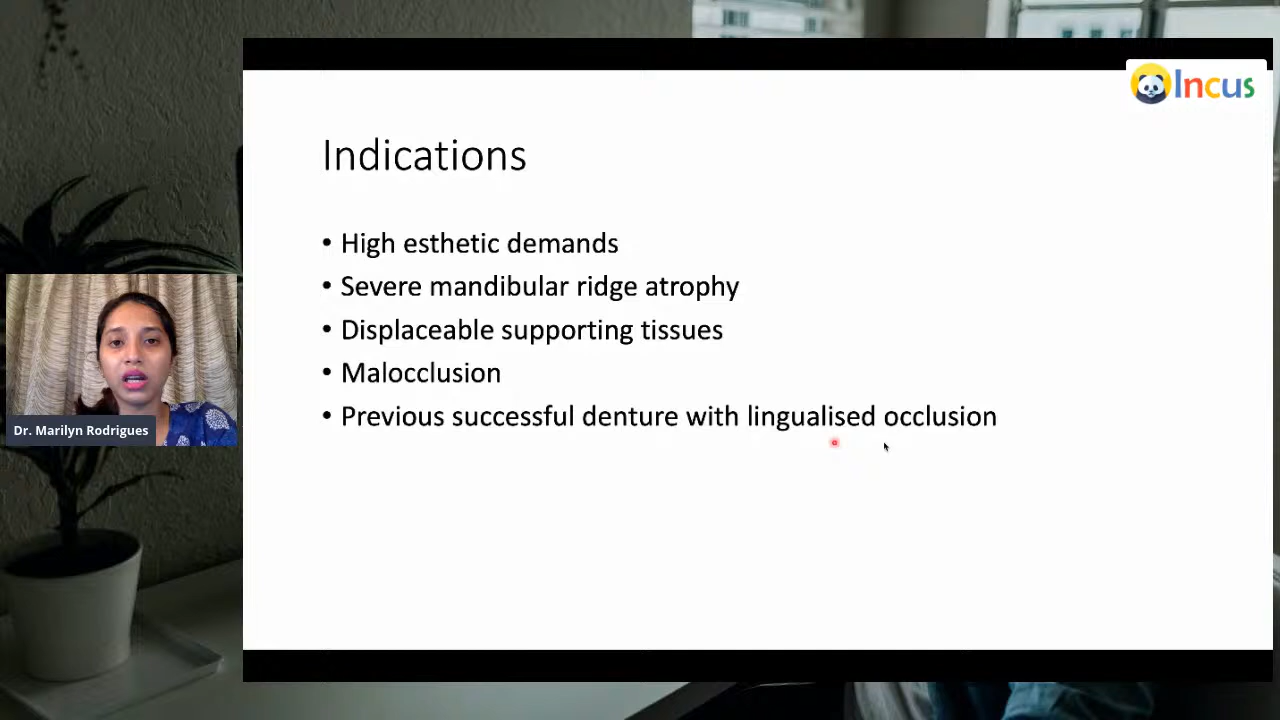 Incus
Indications
• High esthetic demands
• Severe mandibular ridge atrophy
• Displaceable supporting tissues
• Malocclusion
• Previous successful denture with lingualised occlusion
Dr. Marilyn Rodrigues